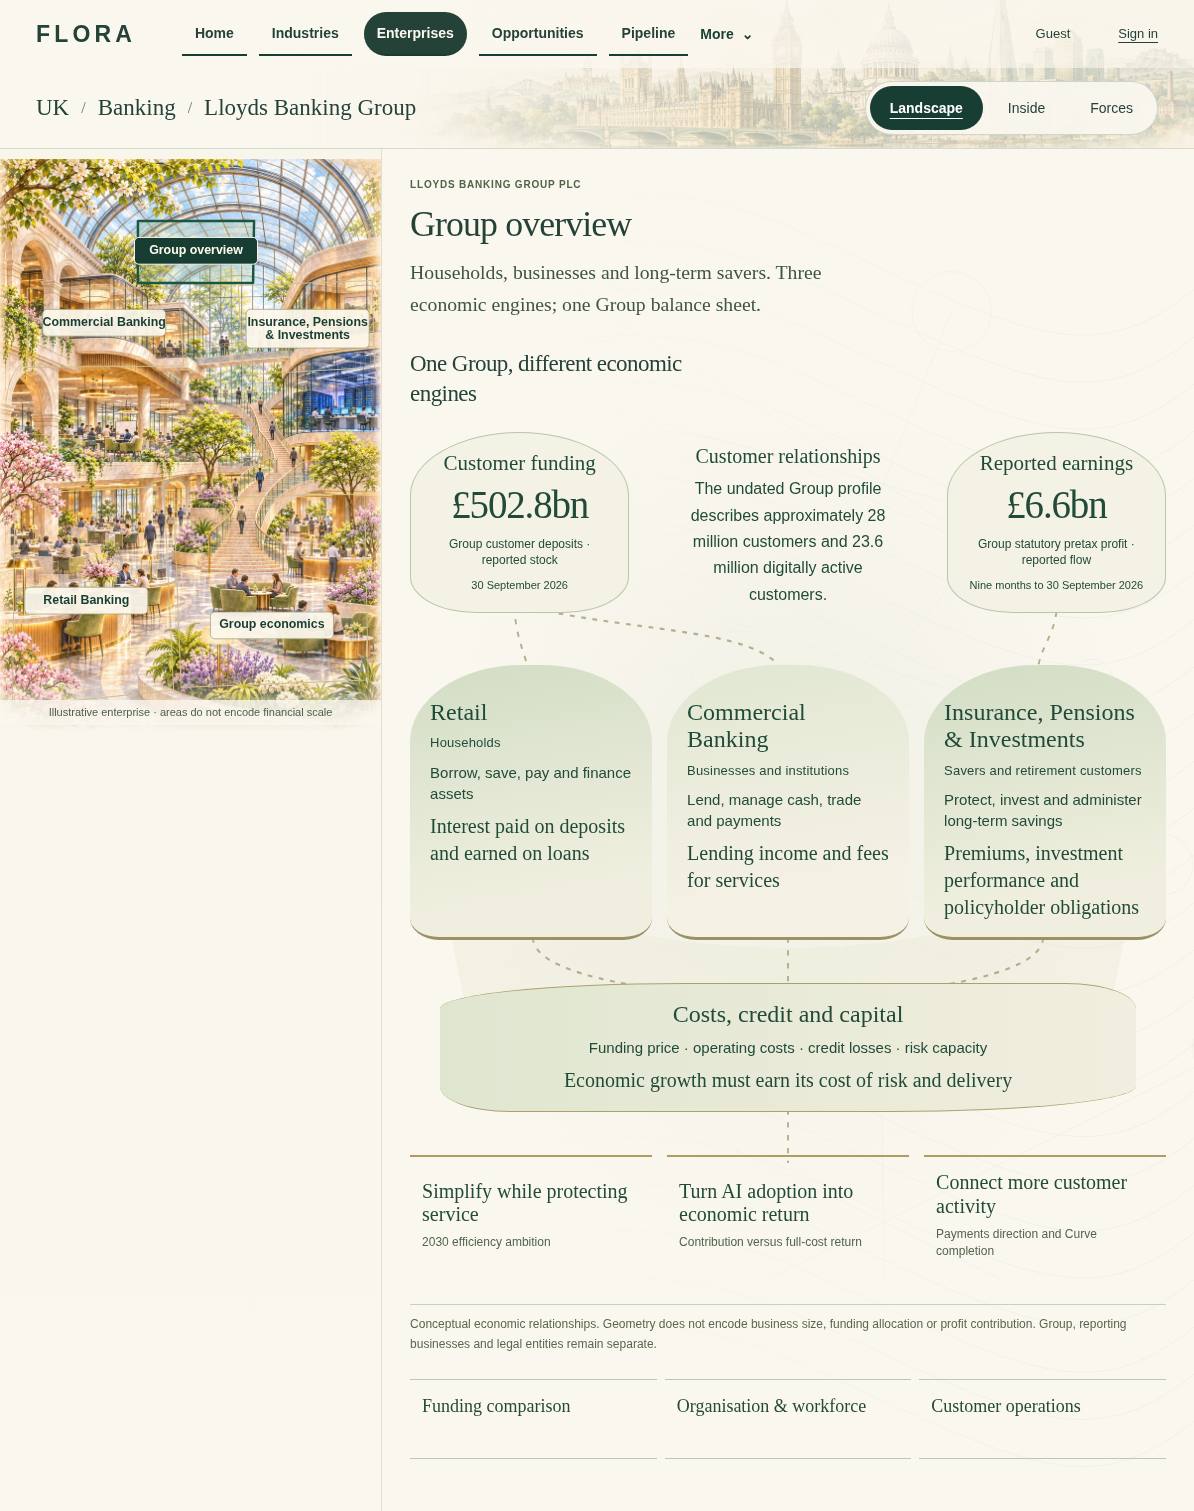 FLORA
Home
Industries
Enterprises
Opportunities
Pipeline
More
Guest
Sign in
UK / Banking / Lloyds Banking Group
Landscape
Inside
Forces
Group overview
Commercial Banking
Insurance, Pensions
& Investments
Retail Banking
Group economics
Illustrative enterprise · areas do not encode financial scale
LLOYDS BANKING GROUP PLC
Group overview
Households, businesses and long-term savers. Three
economic engines; one Group balance sheet.
One Group, different economic
engines
Customer funding
£502.8bn
Group customer deposits ·
reported stock
30 September 2026
Customer relationships
The undated Group profile
describes approximately 28
million customers and 23.6
million digitally active
customers.
Reported earnings
£6.6bn
Group statutory pretax profit ·
reported flow
Nine months to 30 September 2026
Retail
Households
Borrow, save, pay and finance
assets
Interest paid on deposits
and earned on loans
Commercial
Banking
Businesses and institutions
Lend, manage cash, trade
and payments
Lending income and fees
for services
Insurance, Pensions
& Investments
Savers and retirement customers
Protect, invest and administer
long-term savings
Premiums, investment
performance and
policyholder obligations
Costs, credit and capital
Funding price · operating costs · credit losses · risk capacity
Economic growth must earn its cost of risk and delivery
Simplify while protecting
service
2030 efficiency ambition
Turn AI adoption into
economic return
Contribution versus full-cost return
Connect more customer
activity
Payments direction and Curve
completion
Conceptual economic relationships. Geometry does not encode business size, funding allocation or profit contribution. Group, reporting
businesses and legal entities remain separate.
Funding comparison
Organisation & workforce
Customer operations